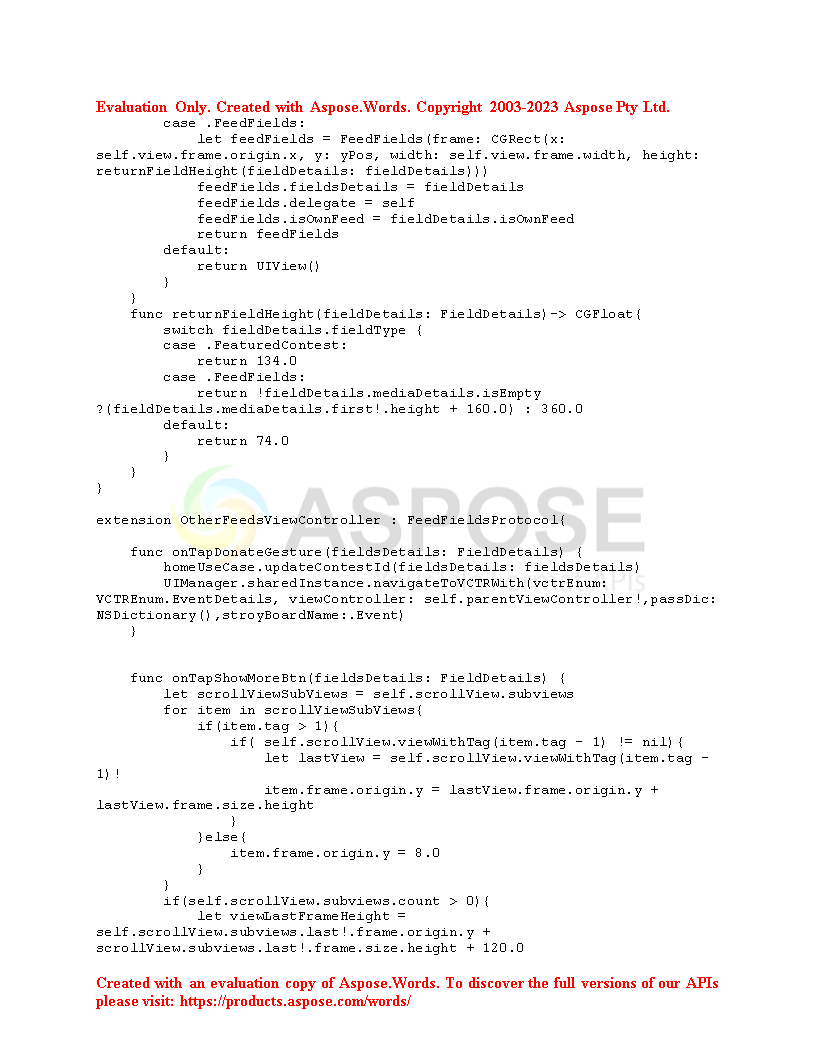 Evaluation Only. Created with Aspose.Words. Copyright 2003-2023 Aspose Pty Ltd.
        case .FeedFields:
            let feedFields = FeedFields(frame: CGRect(x:
self.view.frame.origin.x, y: yPos, width: self.view.frame.width, height:
returnFieldHeight(fieldDetails: fieldDetails)))
            feedFields.fieldsDetails = fieldDetails
            feedFields.delegate = self
            feedFields.isOwnFeed = fieldDetails.isOwnFeed
            return feedFields
        default:
            return UIView()
        }
    }
    func returnFieldHeight(fieldDetails: FieldDetails)-> CGFloat{
        switch fieldDetails.fieldType {
        case .FeaturedContest:
            return 134.0
        case .FeedFields:
            return !fieldDetails.mediaDetails.isEmpty
?(fieldDetails.mediaDetails.first!.height + 160.0) : 360.0
        default:
            return 74.0
        }
    }
}
ASPOSE
extension OtherFeedsViewController : FeedFieldsProtocol{
    func onTapDonateGesture(fieldsDetails: FieldDetails) {
        homeUseCase.updateContestId(fieldsDetails: fieldsDetails)
        UIManager.sharedInstance.navigateToVCTRWith(vctrEnum:
VCTREnum.EventDetails, viewController: self.parentViewController!,passDic:
NSDictionary(),stroyBoardName:.Event)
    }
    func onTapShowMoreBtn(fieldsDetails: FieldDetails) {
        let scrollViewSubViews = self.scrollView.subviews
        for item in scrollViewSubViews{
            if(item.tag > 1){
                if( self.scrollView.viewWithTag(item.tag - 1) != nil){
                    let lastView = self.scrollView.viewWithTag(item.tag -
1)!
                    item.frame.origin.y = lastView.frame.origin.y +
lastView.frame.size.height
                }
            }else{
                item.frame.origin.y = 8.0
            }
        }
        if(self.scrollView.subviews.count > 0){
            let viewLastFrameHeight =
self.scrollView.subviews.last!.frame.origin.y +
scrollView.subviews.last!.frame.size.height + 120.0
Created with an evaluation copy of Aspose.Words. To discover the full versions of our APIs
please visit: https://products.aspose.com/words/